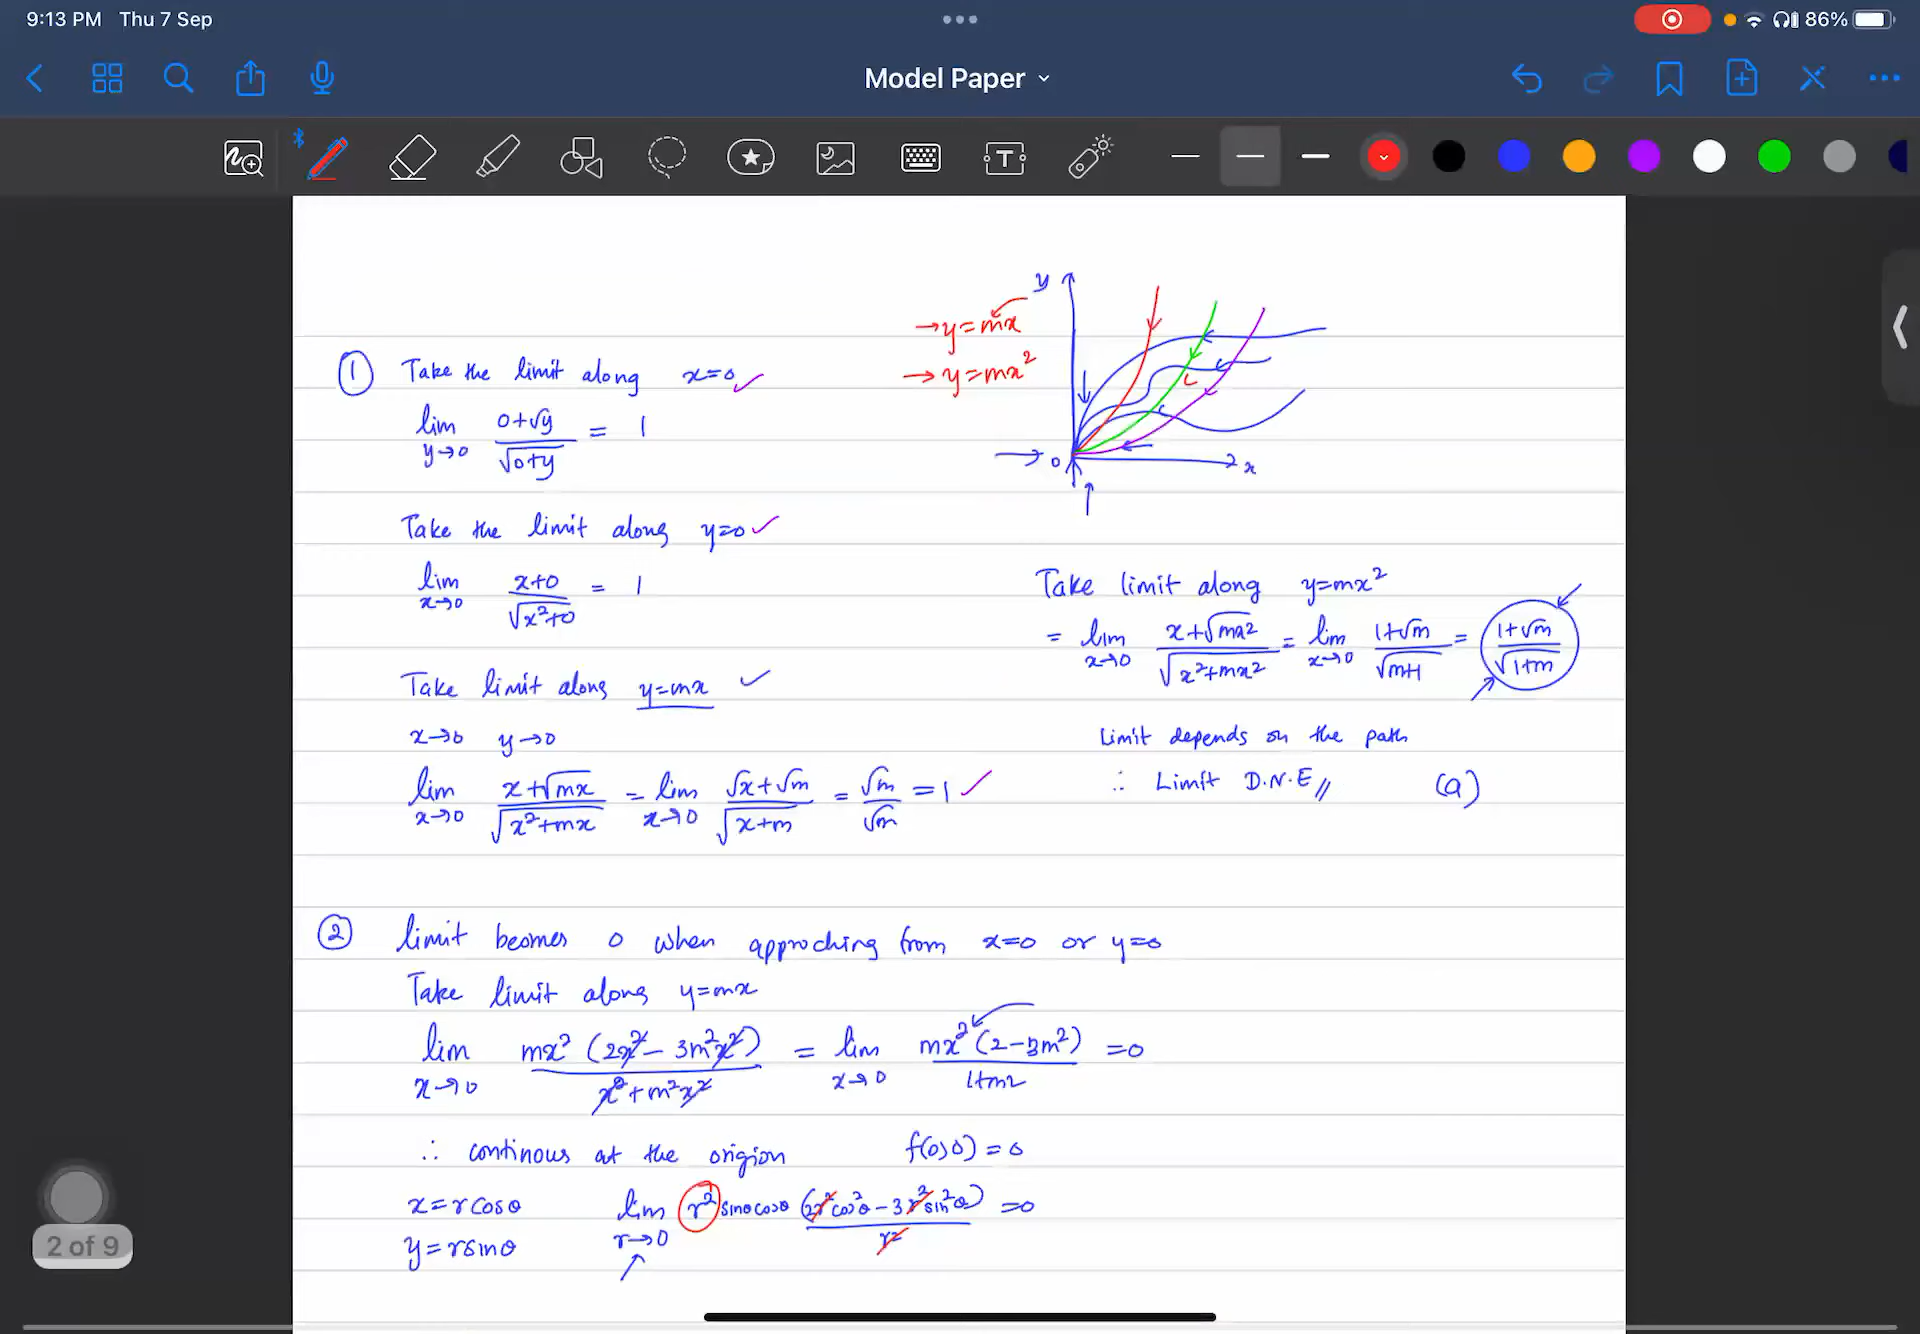 9:13 PM Thu 7 Sep
86%
Model Paper
y
→ y = mx
→ y = mx²
0
x
① Take the limit along x=0 ✓
lim y→0 (0+√y)/√(0+y) = 1
Take the limit along y=0 ✓
lim x→0 (x+0)/√(x²+0) = 1
Take limit along y=mx ✓
x→0 y→0
lim x→0 (x+√mx)/√(x²+mx) = lim x→0 (√x+√m)/√(x+m) = √m/√m = 1 ✓
Take limit along y=mx²
= lim x→0 (x+√mx²)/√(x²+mx²) = lim x→0 (1+√m)/√(m+1) = (1+√m)/√(1+m)
Limit depends on the path
∴ Limit D.N.E // (a)
② limit becomes 0 when approching from x=0 or y=0
Take limit along y=mx
lim x→0 mx² (2x² - 3m²x²)/(x²+m²x²) = lim x→0 mx² (2-3m²)/(1+m²) = 0
∴ continous at the origion f(0,0) = 0
x = r cosθ lim r→0 r² sinθ cosθ (2r²cos²θ - 3r²sin²θ)/r² = 0
y = r sinθ
2 of 9